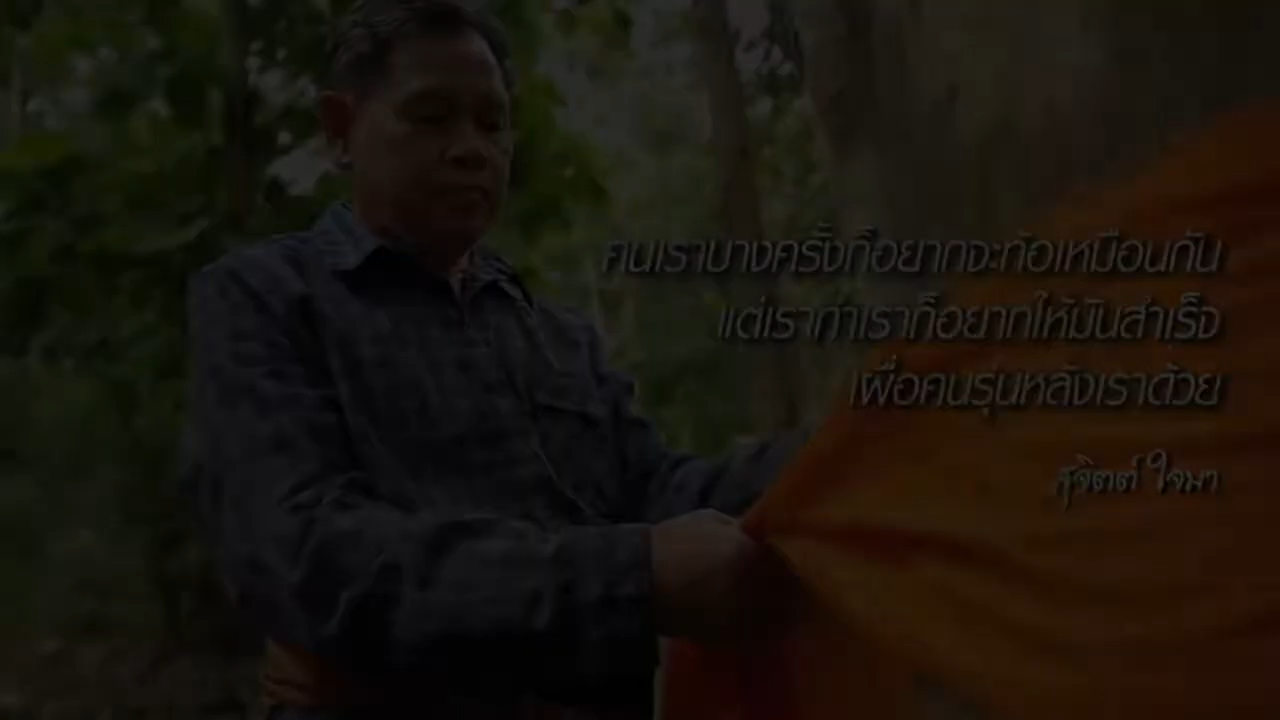 คนเราบางครั้งก็อยากจะท้อเหมือนกัน
แต่เราทำเราก็อยากให้มันสำเร็จ
เผื่อคนรุ่นหลังเราด้วย
สุจิตต์ ใจมา